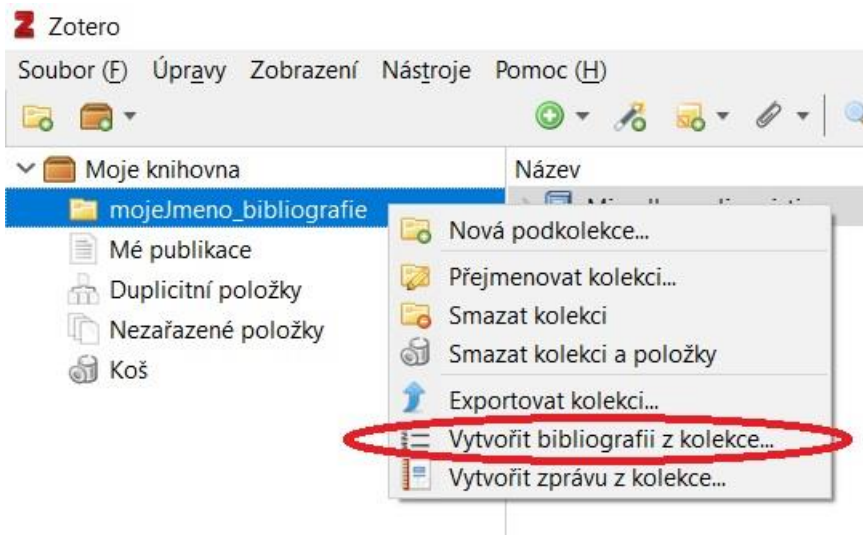 Zotero
Soubor (F) Úpravy Zobrazení Nástroje Pomoc (H)
Moje knihovna
Název
mojeJmeno_bibliografie
Nová podkolekce...
Mé publikace
Přejmenovat kolekci...
Duplicitní položky
Smazat kolekci
Nezařazené položky
Smazat kolekci a položky
Koš
Exportovat kolekci...
Vytvořit bibliografii z kolekce...
Vytvořit zprávu z kolekce...